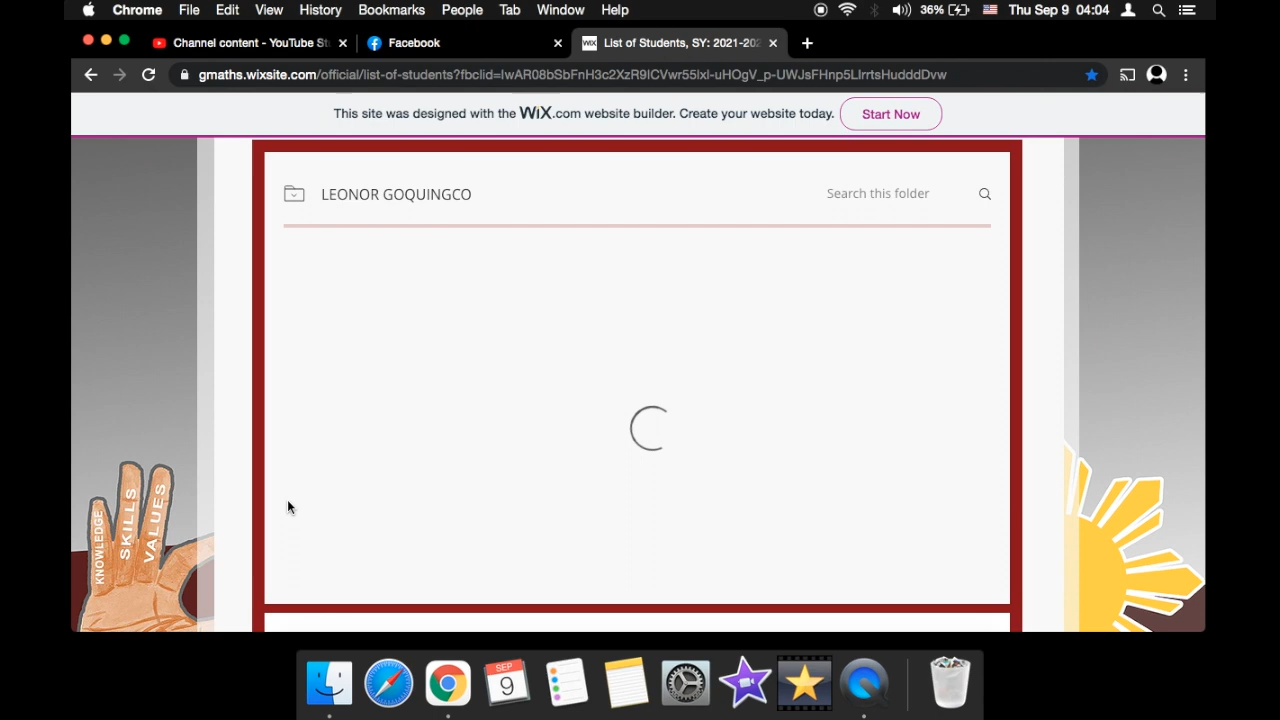 Chrome File Edit View History Bookmarks People Tab Window Help 36% Thu Sep 9 04:04
Channel content - YouTube St Facebook WiX List of Students, SY: 2021-202
gmaths.wixsite.com/official/list-of-students?fbclid=IwAR08bSbFnH3c2XzR9lCVwr55lxl-uHOgV_p-UWJsFHnp5LIrrtsHudddDvw
This site was designed with the WiX.com website builder. Create your website today. Start Now
LEONOR GOQUINGCO Search this folder
KNOWLEDGE
SKILLS
VALUES
SEP
9